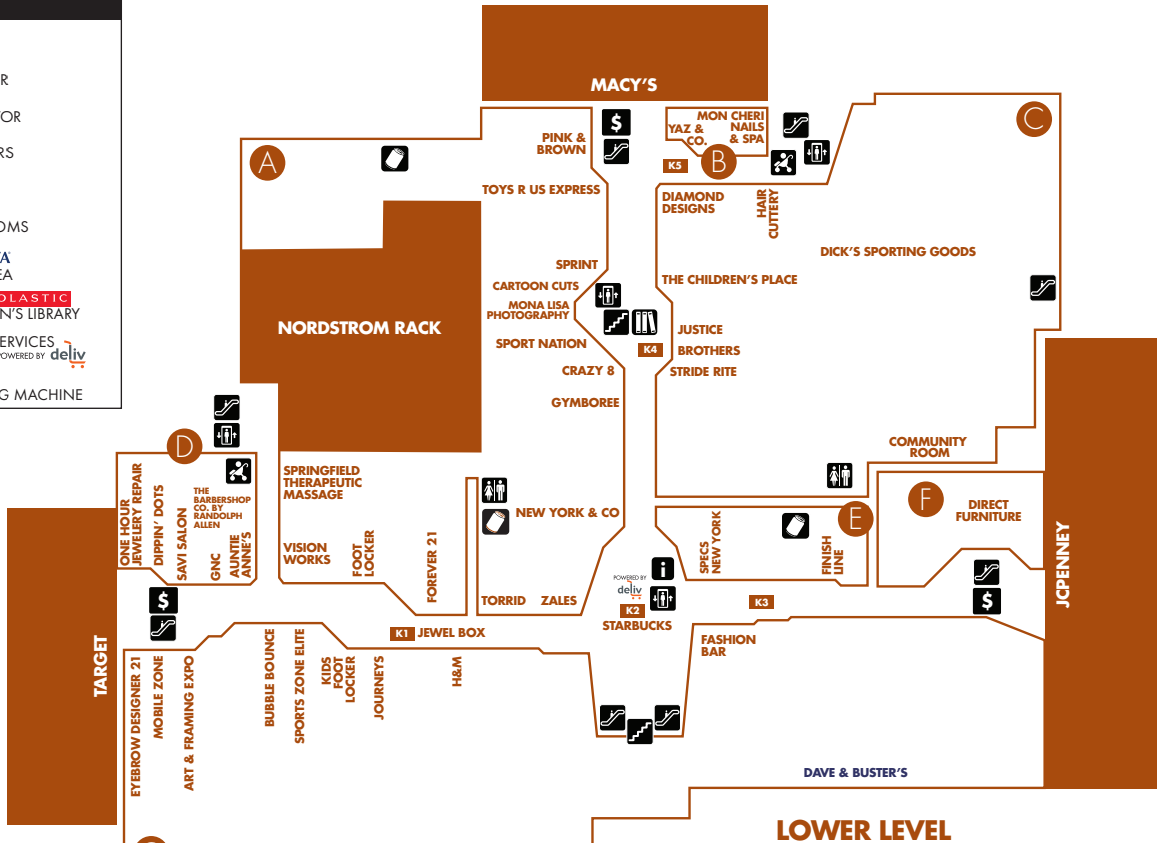 MACY'S
$
MON CHERI
NAILS
& SPA
YAZ &
CO.
K5
B
C
PINK &
BROWN
A
TOYS R US EXPRESS
DIAMOND
DESIGNS
HAIR
CUTTERY
DICK'S SPORTING GOODS
SPRINT
CARTOON CUTS
MONA LISA
PHOTOGRAPHY
THE CHILDREN'S PLACE
NORDSTROM RACK
SPORT NATION
K4
JUSTICE
BROTHERS
CRAZY 8
STRIDE RITE
GYMBOREE
OMS
EA
OLASTIC
N'S LIBRARY
ERVICES
POWERED BY deliv
G MACHINE
R
TOR
RS
D
COMMUNITY
ROOM
ONE HOUR
JEWELERY REPAIR
DIPPIN' DOTS
SAVI SALON
THE
BARBERSHOP
CO. BY
RANDOLPH
ALLEN
GNC
AUNTIE
ANNE'S
SPRINGFIELD
THERAPEUTIC
MASSAGE
VISION
WORKS
FOOT
LOCKER
FOREVER 21
NEW YORK & CO
TORRID
ZALES
SPECS
NEW YORK
FINISH
LINE
E
F
DIRECT
FURNITURE
JCPENNEY
$
$
POWERED BY
deliv
i
K2
STARBUCKS
K3
K1
JEWEL BOX
FASHION
BAR
TARGET
EYEBROW DESIGNER 21
MOBILE ZONE
ART & FRAMING EXPO
BUBBLE BOUNCE
SPORTS ZONE ELITE
KIDS
FOOT
LOCKER
JOURNEYS
H&M
DAVE & BUSTER'S
LOWER LEVEL